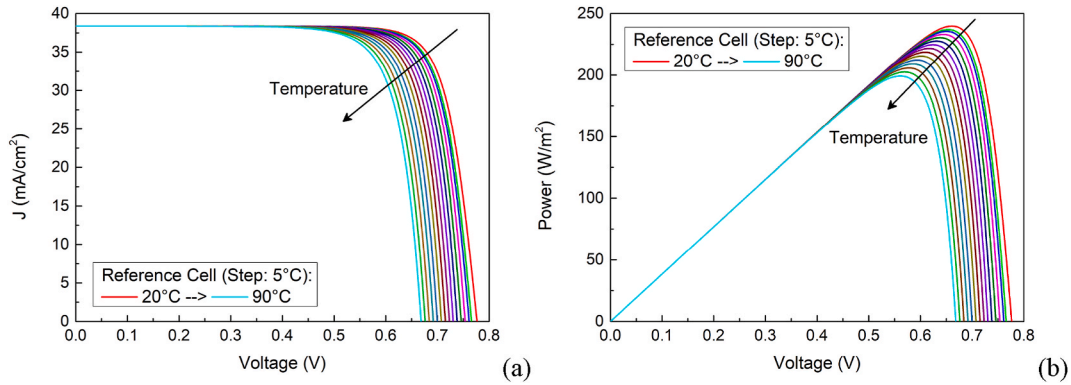 40
35
30
25
20
15
10
5
0
J (mA/cm²)
Temperature
Reference Cell (Step: 5°C):
20°C --> 90°C
0.0 0.1 0.2 0.3 0.4 0.5 0.6 0.7 0.8
Voltage (V)
(a)
250
200
150
100
50
0
Power (W/m²)
Reference Cell (Step: 5°C):
20°C --> 90°C
Temperature
0.0 0.1 0.2 0.3 0.4 0.5 0.6 0.7 0.8
Voltage (V)
(b)